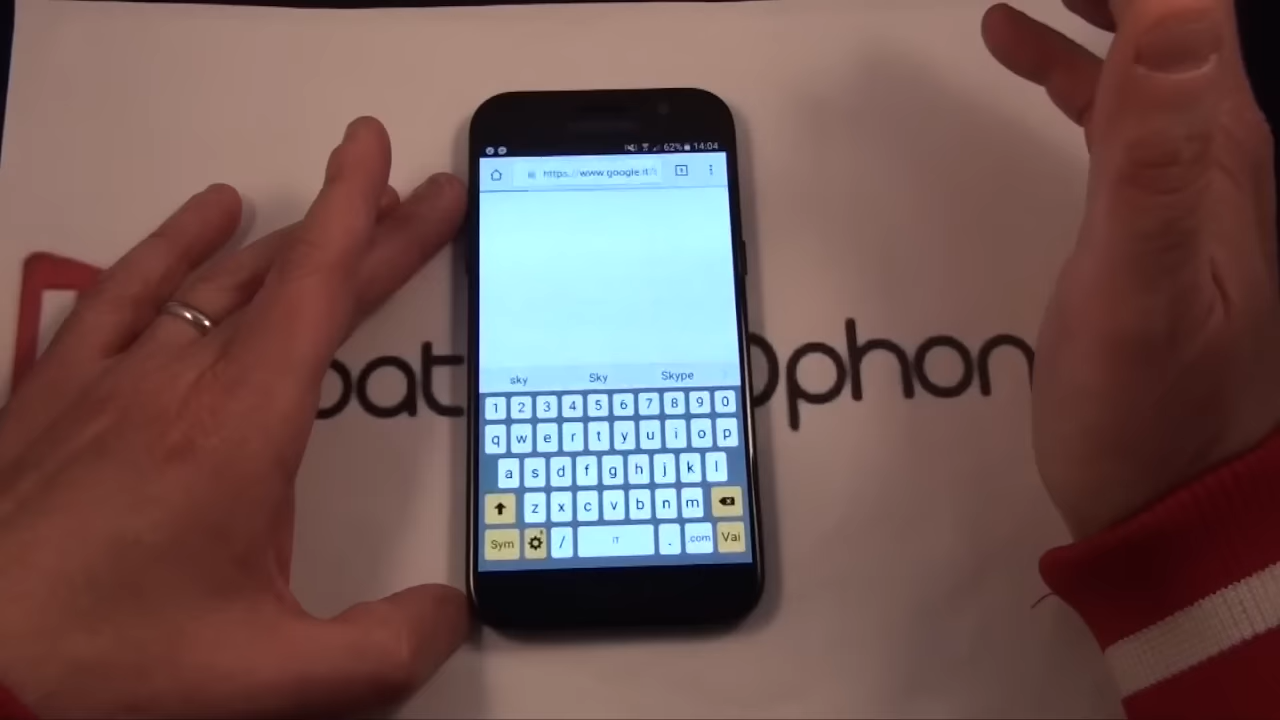 62% 14:04
https://www.google.it/
sky Sky Skype
1 2 3 4 5 6 7 8 9 0
q w e r t y u i o p
a s d f g h j k l
z x c v b n m
Sym / IT . .com Vai
pat phon